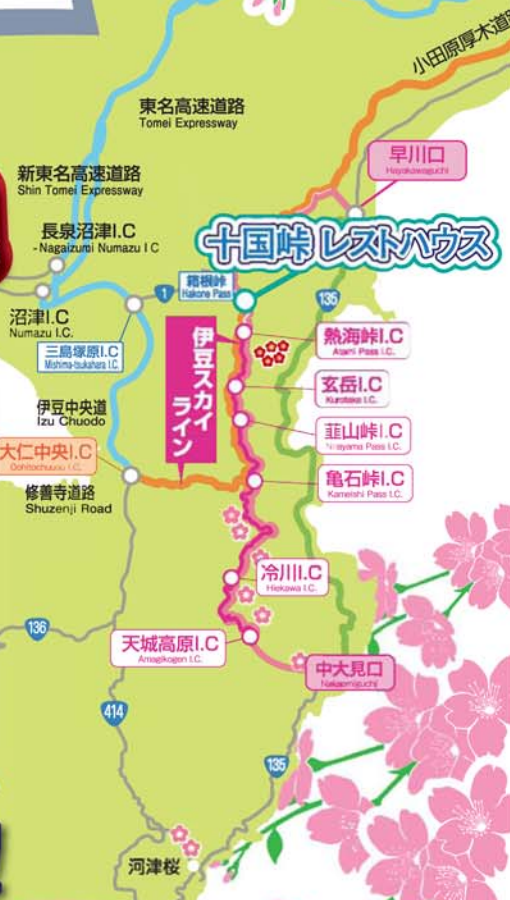 小田原厚木道路
東名高速道路
Tomei Expressway
新東名高速道路
Shin Tomei Expressway
早川口
Hayakawaguchi
長泉沼津I.C
-Nagaizumi Numazu I C
十国峠 レストハウス
箱根峠
Hakone Pass
1
135
沼津I.C
Numazu I.C.
三島塚原I.C
Mishima-tsukahara I.C.
伊豆スカイ
ライン
熱海峠I.C
Atami Pass I.C.
玄岳I.C
Kurotake I.C.
伊豆中央道
Izu Chuodo
韮山峠I.C
大仁中央I.C
亀石峠I.C
Kameishi Pass I.C.
修善寺道路
Shuzenji Road
冷川I.C
Hiekawa I.C.
136
天城高原I.C
Amagikogen I.C.
中大見口
Nakaomiguchi
414
135
河津桜